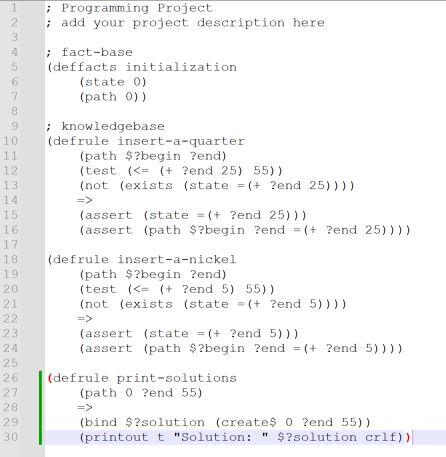 1 ; Programming Project
2 ; add your project description here
3
4 ; fact-base
5 (deffacts initialization
6 (state 0)
7 (path 0))
8
9 ; knowledgebase
10 (defrule insert-a-quarter
11 (path $?begin ?end)
12 (test (<= (+ ?end 25) 55))
13 (not (exists (state =(+ ?end 25))))
14 =>
15 (assert (state =(+ ?end 25)))
16 (assert (path $?begin ?end =(+ ?end 25))))
17
18 (defrule insert-a-nickel
19 (path $?begin ?end)
20 (test (<= (+ ?end 5) 55))
21 (not (exists (state =(+ ?end 5))))
22 =>
23 (assert (state =(+ ?end 5)))
24 (assert (path $?begin ?end =(+ ?end 5))))
25
26 (defrule print-solutions
27 (path 0 ?end 55)
28 =>
29 (bind $?solution (create$ 0 ?end 55))
30 (printout t "Solution: " $?solution crlf))